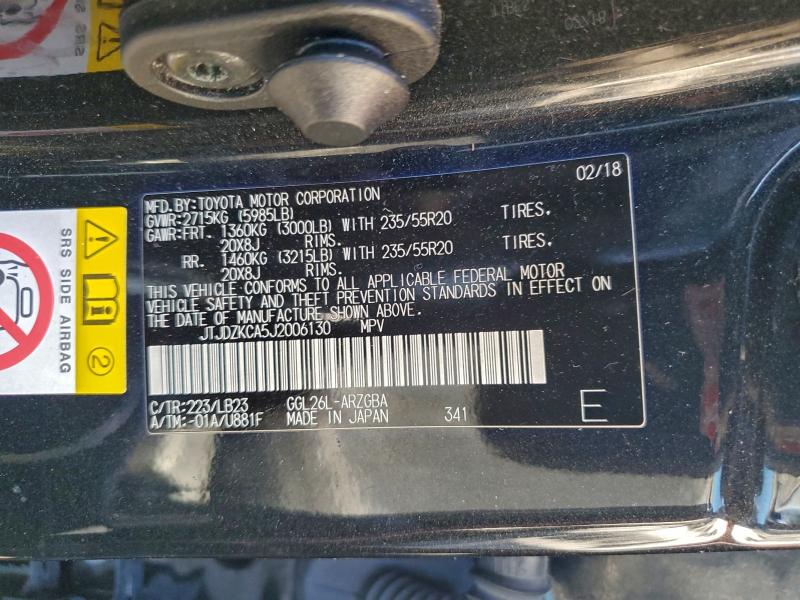 02/18
MFD.BY:TOYOTA MOTOR CORPORATION
GVWR:2715KG (5985LB)
GAWR:FRT. 1360KG (3000LB) WITH 235/55R20 TIRES.
20X8J RIMS.
RR. 1460KG (3215LB) WITH 235/55R20 TIRES.
20X8J RIMS.
THIS VEHICLE CONFORMS TO ALL APPLICABLE FEDERAL MOTOR
VEHICLE SAFETY AND THEFT PREVENTION STANDARDS IN EFFECT ON
THE DATE OF MANUFACTURE SHOWN ABOVE.
JTJDZKCA5J2006130 MPV
C/TR:223/LB23 GGL26L-ARZGBA
A/TM:-01A/U881F MADE IN JAPAN 341 E
SRS SIDE AIRBAG
2